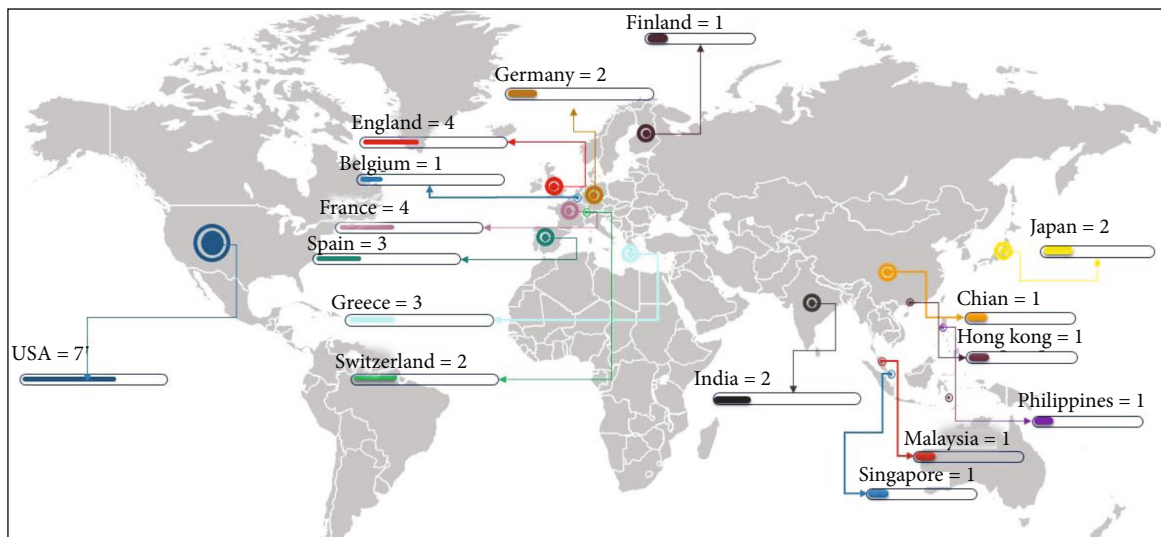 Finland = 1
Germany = 2
England = 4
Belgium = 1
France = 4
Spain = 3
Japan = 2
Greece = 3
Chian = 1
Hong kong = 1
USA = 7'
Switzerland = 2
India = 2
Philippines = 1
Malaysia = 1
Singapore = 1